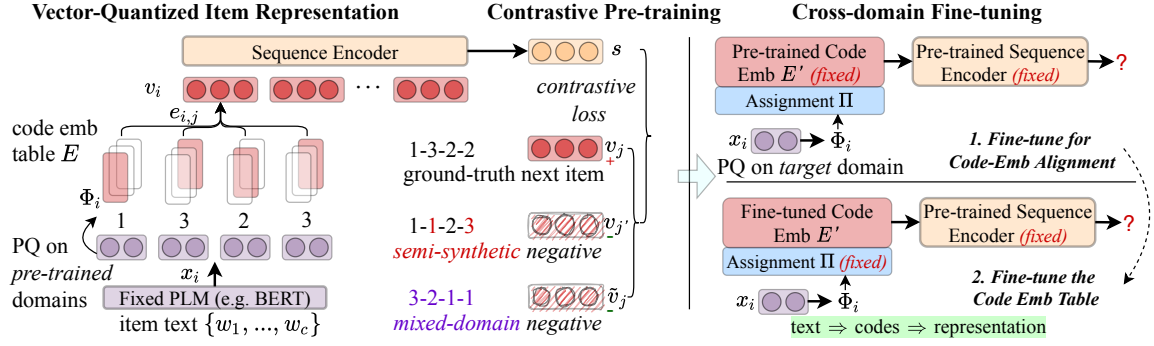 Vector-Quantized Item Representation
Sequence Encoder
v_i
e_{i,j}
code emb
table E
Φ_i
1 3 2 3
PQ on
pre-trained
domains
x_i
Fixed PLM (e.g. BERT)
item text {w_1, ..., w_c}
Contrastive Pre-training
s
contrastive
loss
1-3-2-2
v_j
+
ground-truth next item
1-1-2-3
v_{j'}
-
semi-synthetic negative
3-2-1-1
ṽ_j
-
mixed-domain negative
Cross-domain Fine-tuning
Pre-trained Code
Emb E' (fixed)
Pre-trained Sequence
Encoder (fixed)
?
Assignment Π
x_i
Φ_i
PQ on target domain
1. Fine-tune for
Code-Emb Alignment
Fine-tuned Code
Emb E'
Pre-trained Sequence
Encoder (fixed)
?
Assignment Π (fixed)
x_i
Φ_i
2. Fine-tune the
Code Emb Table
text ⇒ codes ⇒ representation